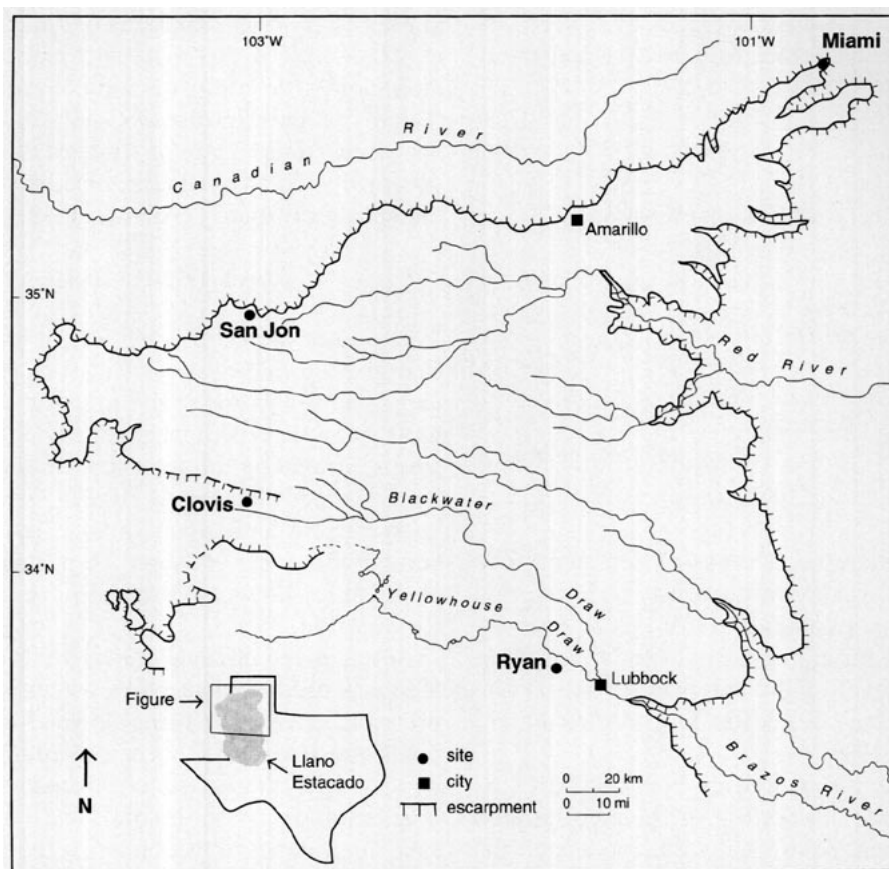 103°W
101°W
Miami
Canadian River
Amarillo
35°N
San Jón
Red River
Clovis
Blackwater Draw
34°N
Yellowhouse Draw
Ryan
Lubbock
Figure
Llano
Estacado
N
site
city
escarpment
0 20 km
0 10 mi
Brazos River